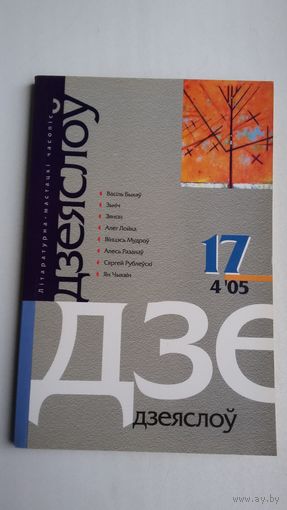 Літаратурна-мастацкі часопіс
дзеяслоў
Васіль Быкаў
Зьніч
Зянон
Алег Лойка
Вінцэсь Мудроў
Алесь Разанаў
Сяргей Рублеўскі
Ян Чыквін
17
4'05
дзе
дзеяслоў
www.ay.by